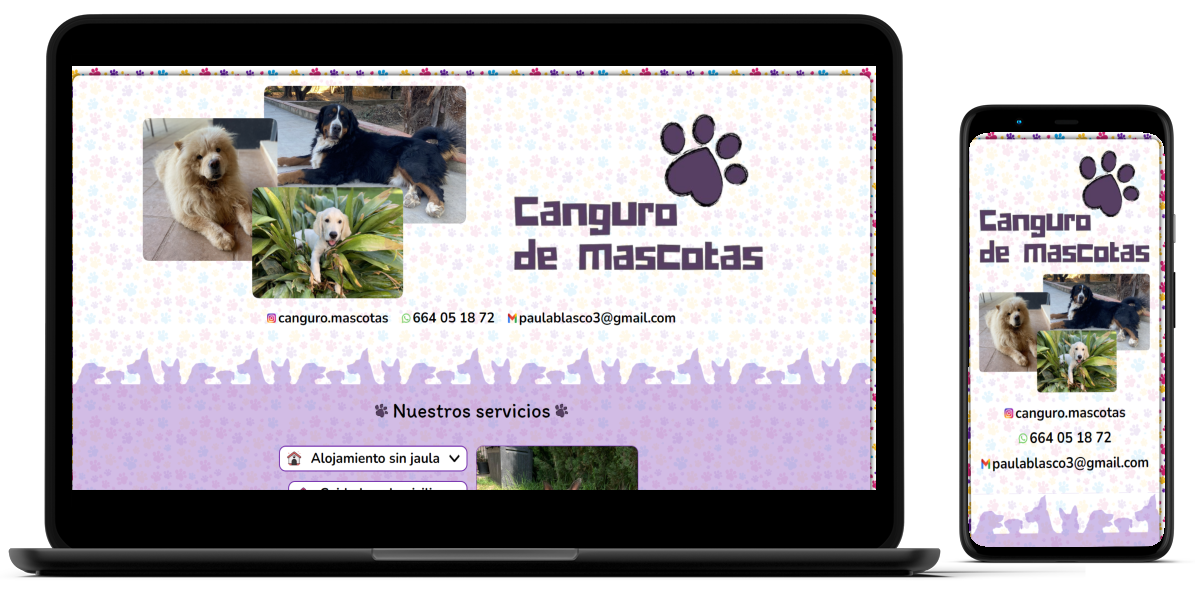 Canguro
de Mascotas
canguro.mascotas 664 05 18 72 paulablasco3@gmail.com
Nuestros servicios
Alojamiento sin jaula
Canguro
de Mascotas
canguro.mascotas
664 05 18 72
paulablasco3@gmail.com